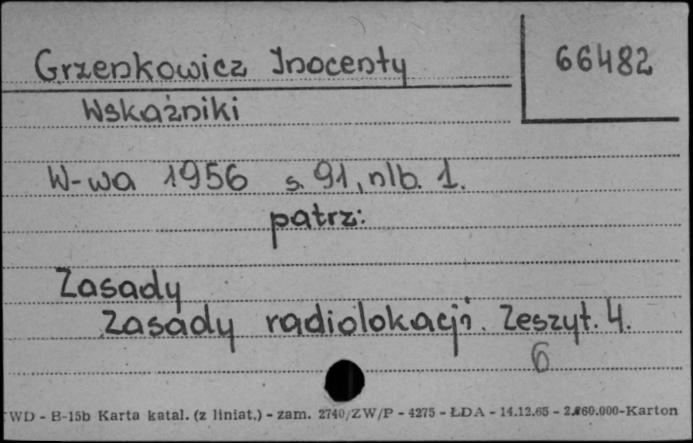 Grzenkowicz Inocenty
66482
Wskaźniki
W-wa 1956 s. 91, nlb. 1.
patrz:
Zasady
Zasady radiolokacji. Zeszyt. 4.
6
WD - B-15b Karta katal. (z liniat.) - zam. 2740/ZW/P - 4275 - ŁDA - 14.12.65 - 2.760.000-Karton